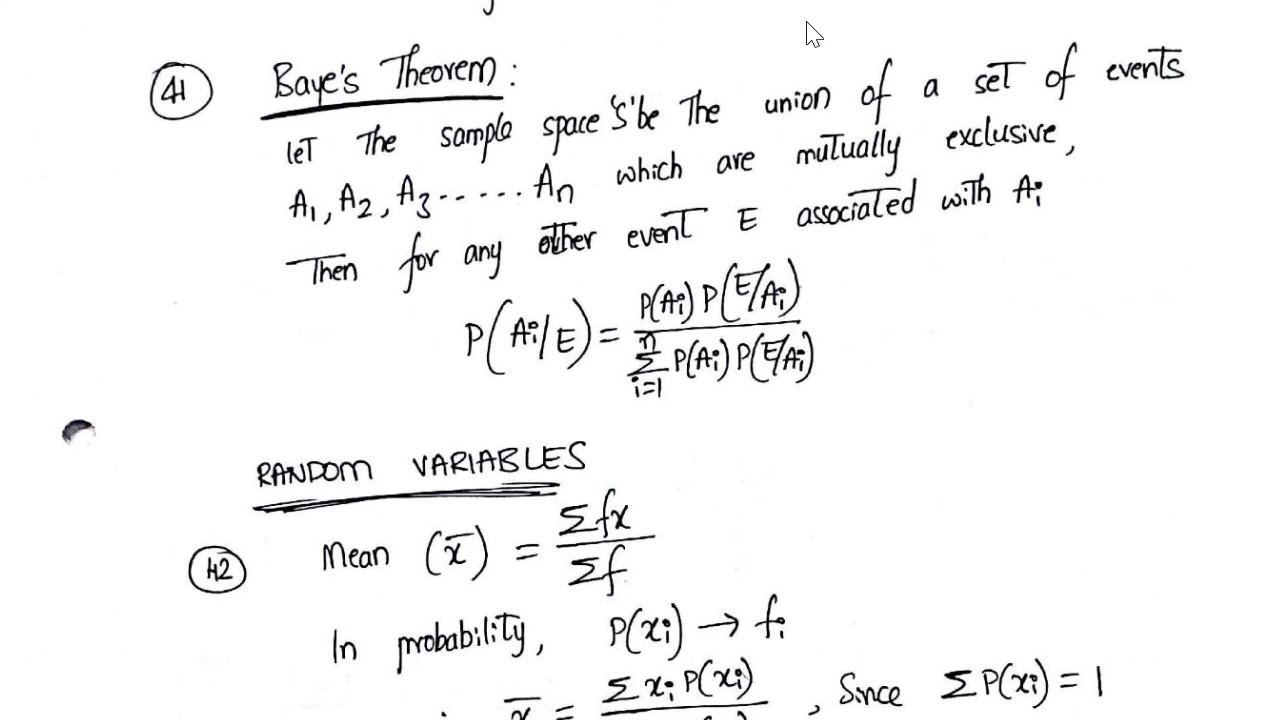 41 Baye's Theorem:
let the sample space 'S' be the union of a set of events
A₁, A₂, A₃ ...... Aₙ which are mutually exclusive,
Then for any other event E associated with Aᵢ
P(Aᵢ/E) = P(Aᵢ) P(E/Aᵢ) / Σᵢ₌₁ⁿ P(Aᵢ) P(E/Aᵢ)
RANDOM VARIABLES
42 Mean (x̄) = Σfx / Σf
In probability, P(xᵢ) → fᵢ
x̄ = Σ xᵢ P(xᵢ) , Since Σ P(xᵢ) = 1